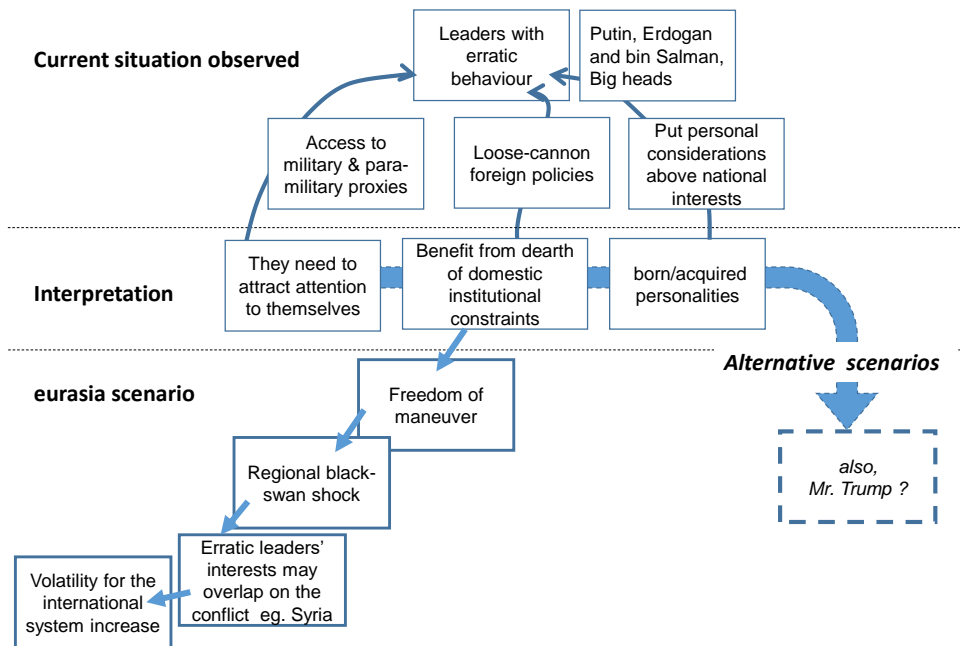 Current situation observed
Leaders with
erratic
behaviour
Putin, Erdogan
and bin Salman,
Big heads
Access to
military & para-
military proxies
Loose-cannon
foreign policies
Put personal
considerations
above national
interests
Interpretation
They need to
attract attention
to themselves
Benefit from dearth
of domestic
institutional
constraints
born/acquired
personalities
Alternative scenarios
eurasia scenario
Freedom of
maneuver
also,
Mr. Trump ?
Regional black-
swan shock
Erratic leaders’
interests may
overlap on the
conflict eg. Syria
Volatility for the
international
system increase